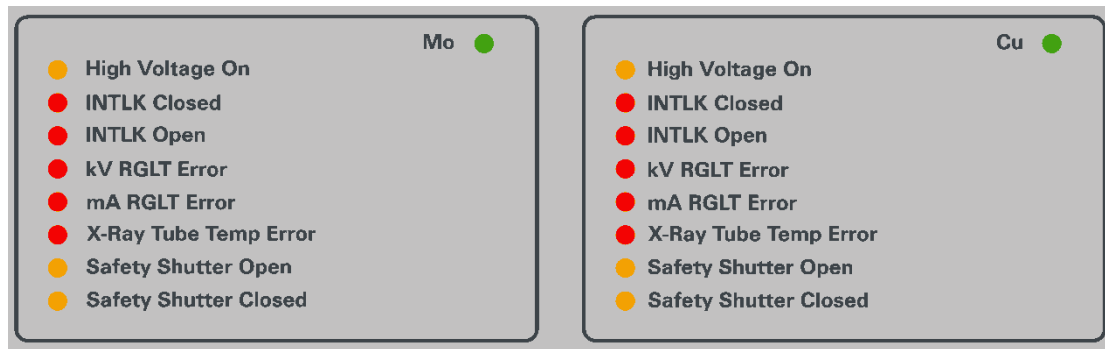 Mo
High Voltage On
INTLK Closed
INTLK Open
kV RGLT Error
mA RGLT Error
X-Ray Tube Temp Error
Safety Shutter Open
Safety Shutter Closed
Cu
High Voltage On
INTLK Closed
INTLK Open
kV RGLT Error
mA RGLT Error
X-Ray Tube Temp Error
Safety Shutter Open
Safety Shutter Closed